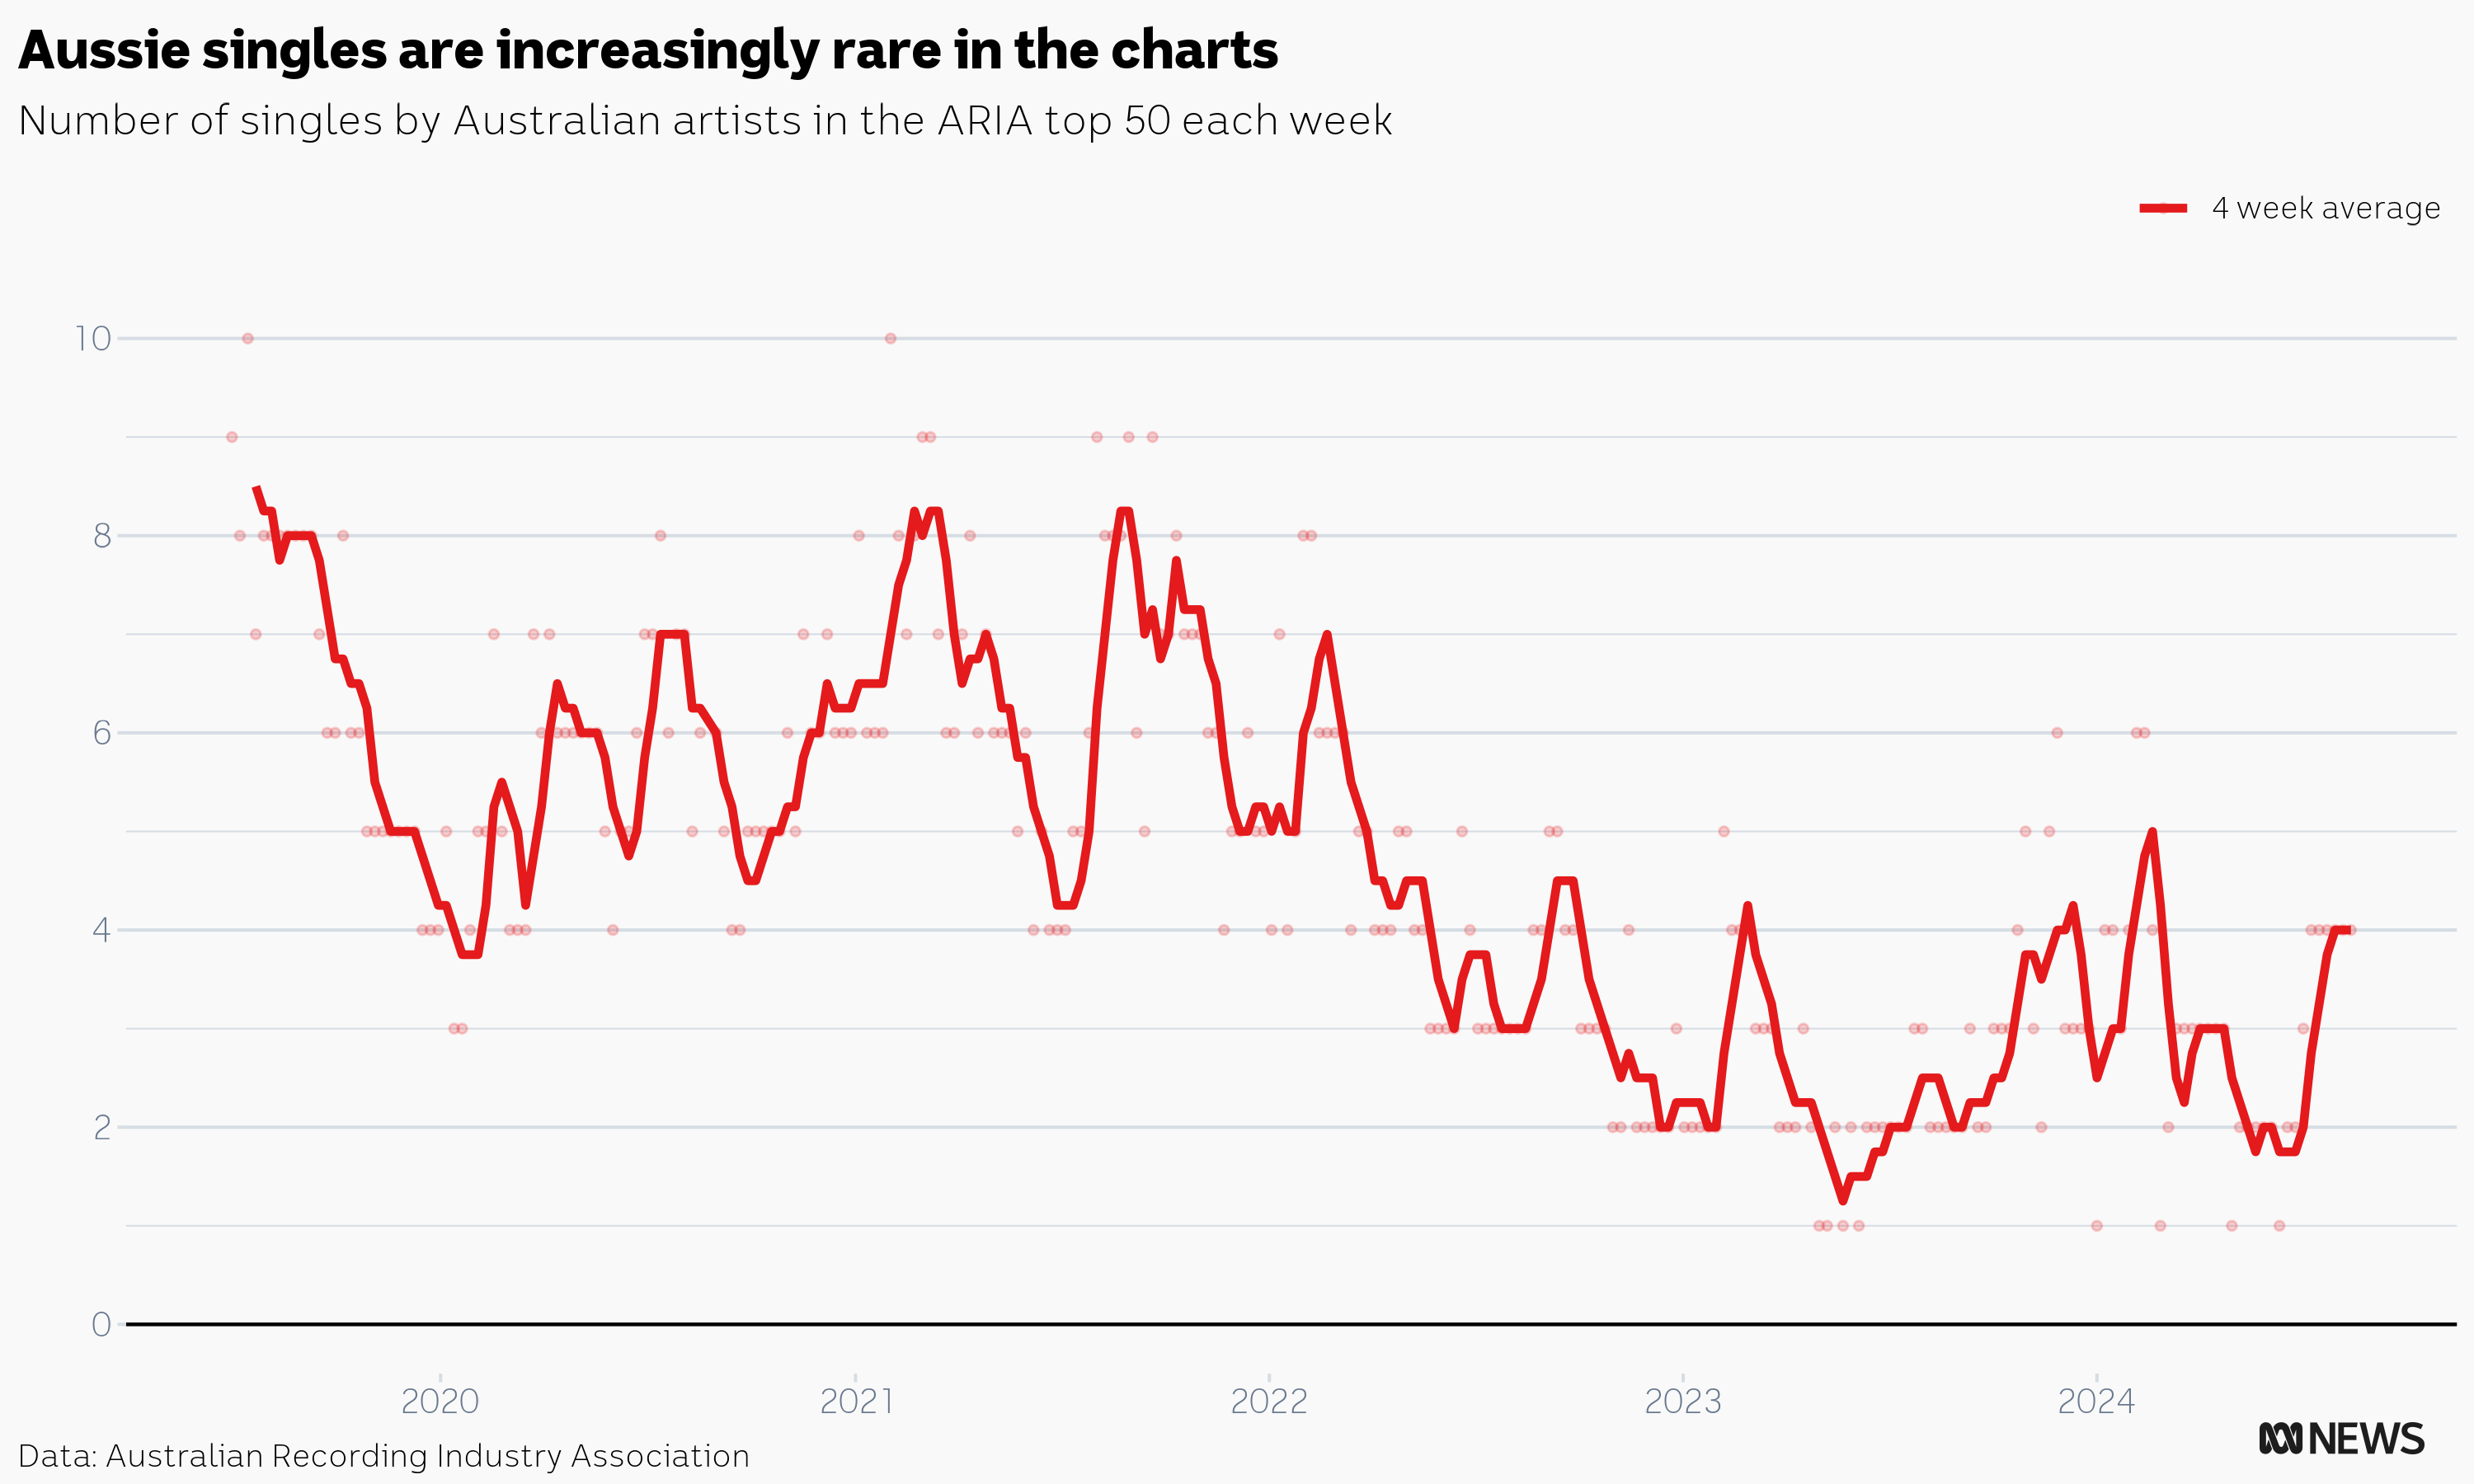 Aussie singles are increasingly rare in the charts
Number of singles by Australian artists in the ARIA top 50 each week
4 week average
10
8
6
4
2
0
2020
2021
2022
2023
2024
Data: Australian Recording Industry Association
NEWS